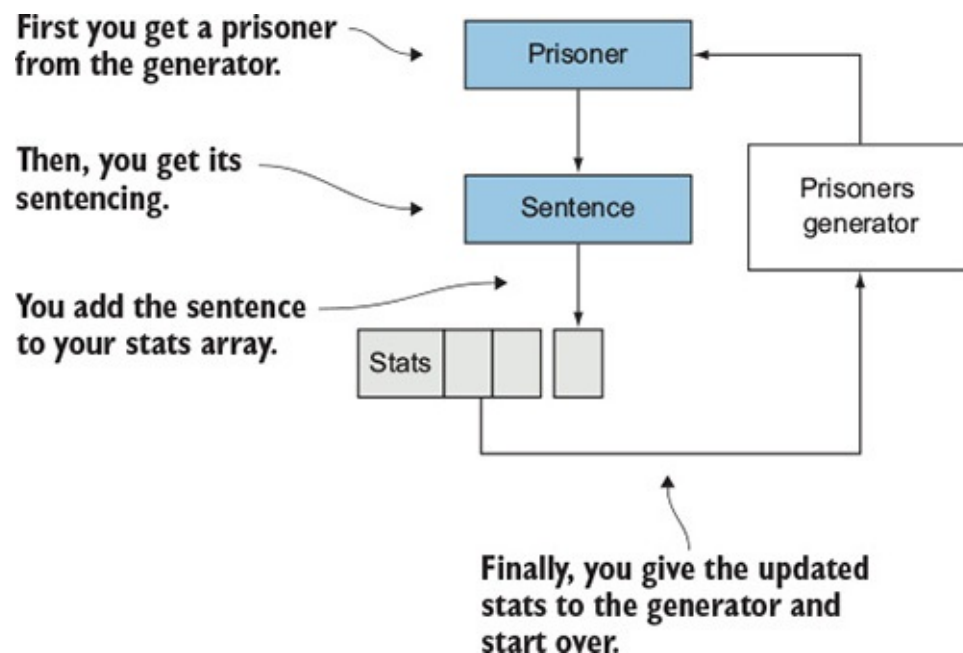 First you get a prisoner
from the generator.
Prisoner
Then, you get its
sentencing.
Sentence
Prisoners
generator
You add the sentence
to your stats array.
Stats
Finally, you give the updated
stats to the generator and
start over.